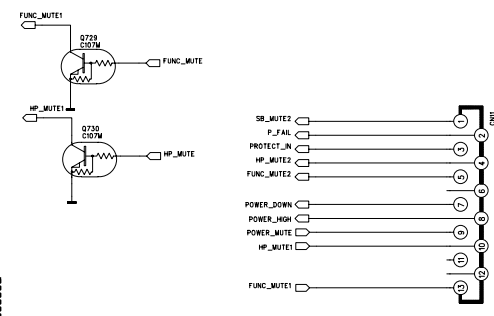 FUNC_MUTE1
Q729
C107M
FUNC_MUTE
HP_MUTE1
Q730
C107M
HP_MUTE
CN11
SB_MUTE2 1
P_FAIL 2
PROTECT_IN 3
HP_MUTE2 4
FUNC_MUTE2 5
6
POWER_DOWN 7
POWER_HIGH 8
POWER_MUTE 9
HP_MUTE1 10
11
12
FUNC_MUTE1 13